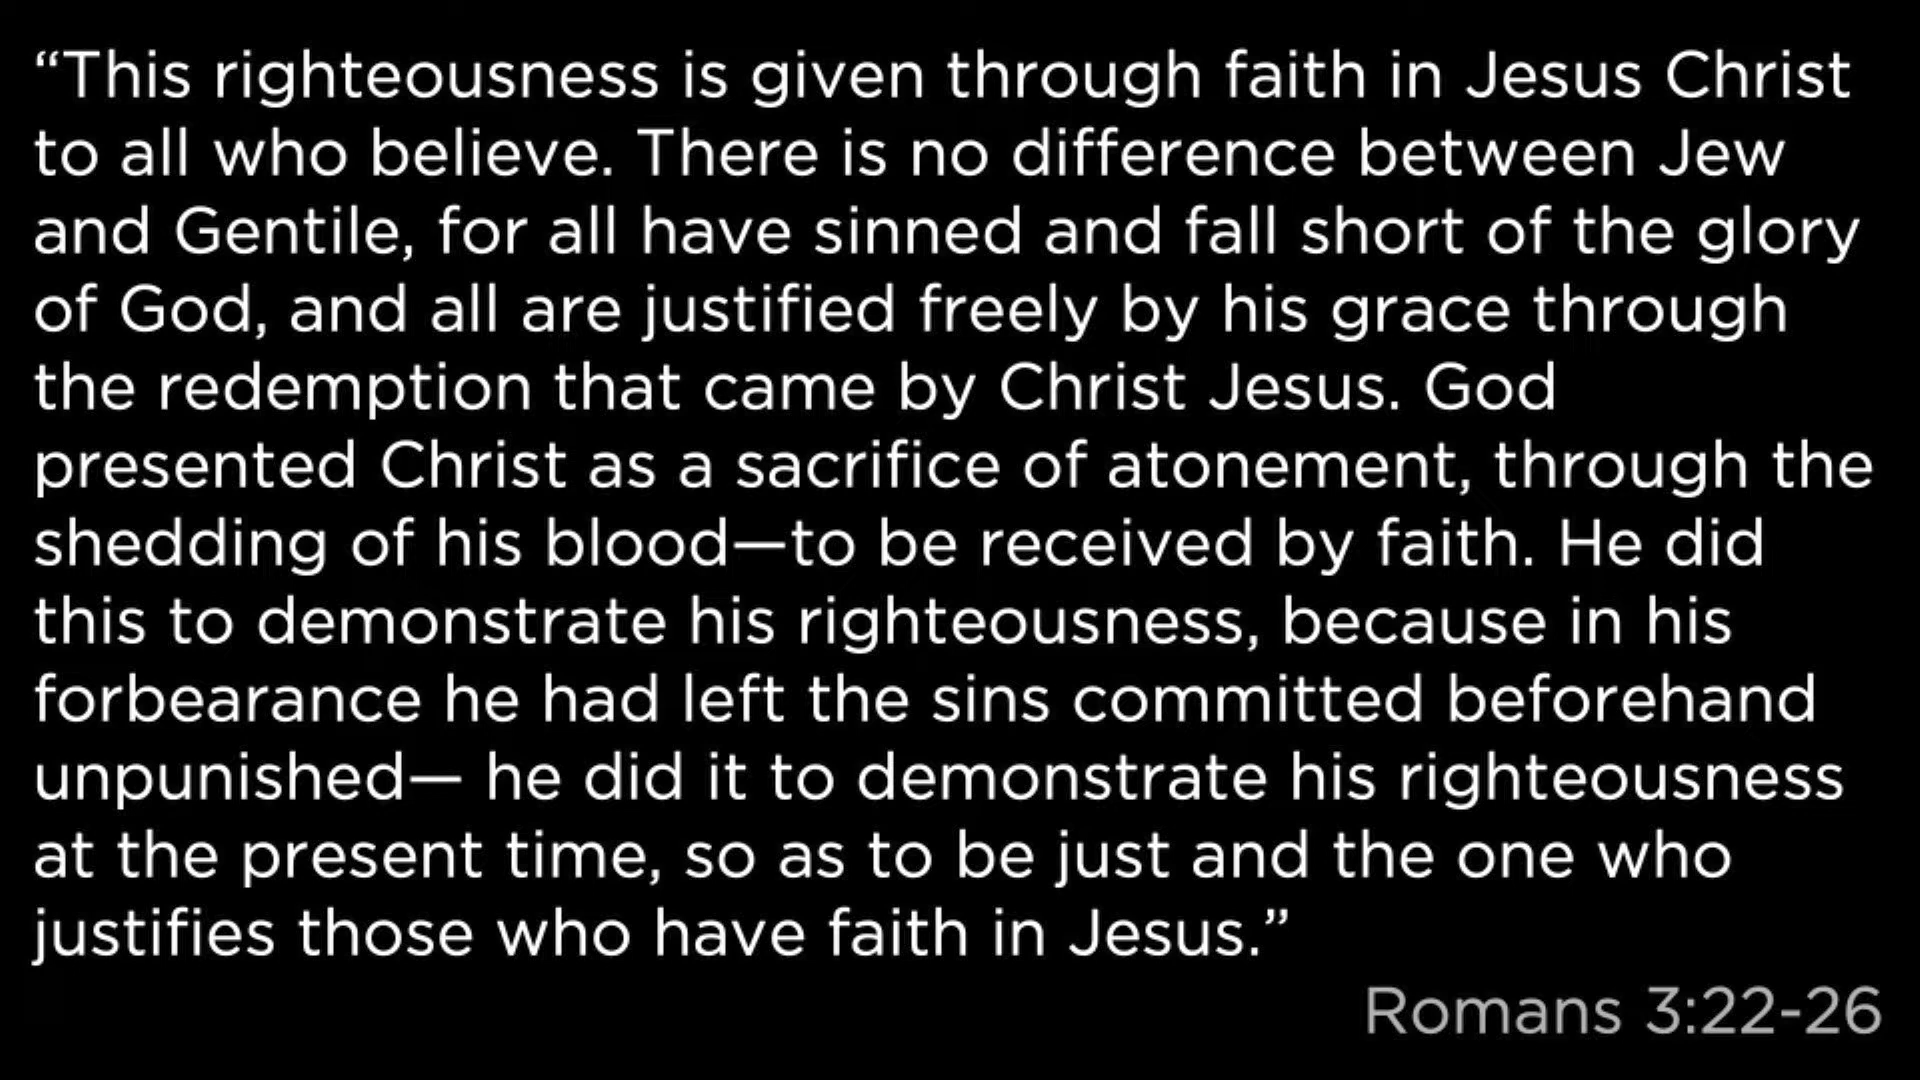 “This righteousness is given through faith in Jesus Christ
to all who believe. There is no difference between Jew
and Gentile, for all have sinned and fall short of the glory
of God, and all are justified freely by his grace through
the redemption that came by Christ Jesus. God
presented Christ as a sacrifice of atonement, through the
shedding of his blood—to be received by faith. He did
this to demonstrate his righteousness, because in his
forbearance he had left the sins committed beforehand
unpunished— he did it to demonstrate his righteousness
at the present time, so as to be just and the one who
justifies those who have faith in Jesus.”
Romans 3:22-26